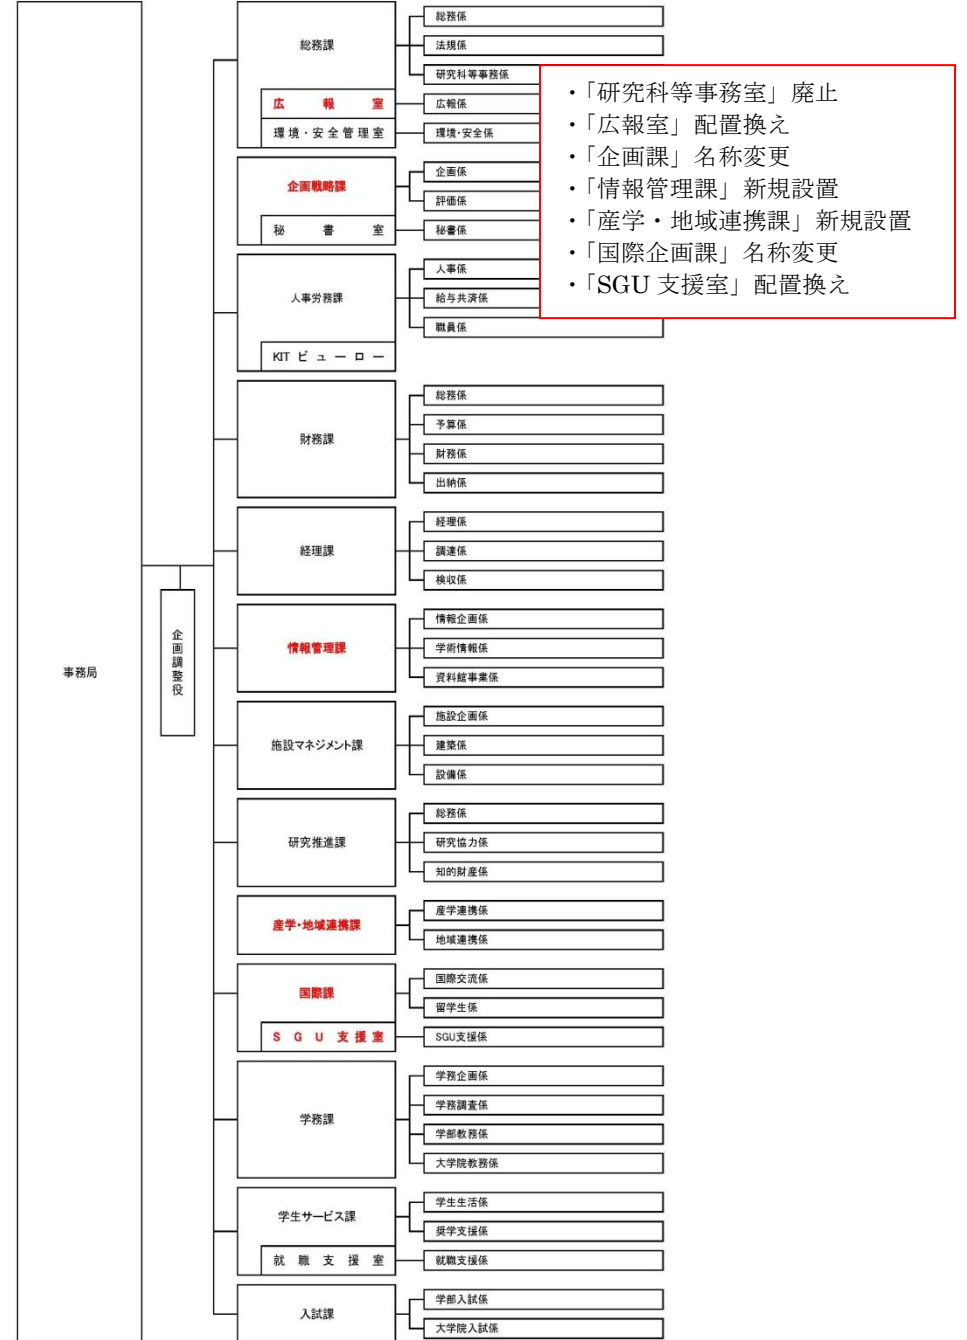 事務局
企画調整役
総務課
総務係
法規係
研究科等事務係
広報室
広報係
環境・安全管理室
環境・安全係
・「研究科等事務室」廃止
・「広報室」配置換え
・「企画課」名称変更
・「情報管理課」新規設置
・「産学・地域連携課」新規設置
・「国際企画課」名称変更
・「SGU 支援室」配置換え
企画戦略課
企画係
評価係
秘書室
秘書係
人事労務課
人事係
給与共済係
職員係
KITビューロー
財務課
総務係
予算係
財務係
出納係
経理課
経理係
調達係
検収係
情報管理課
情報企画係
学術情報係
資料館事業係
施設マネジメント課
施設企画係
建築係
設備係
研究推進課
総務係
研究協力係
知的財産係
産学・地域連携課
産学連携係
地域連携係
国際課
国際交流係
留学生係
SGU支援室
SGU支援係
学務課
学務企画係
学務調査係
学部教務係
大学院教務係
学生サービス課
学生生活係
奨学支援係
就職支援室
就職支援係
入試課
学部入試係
大学院入試係